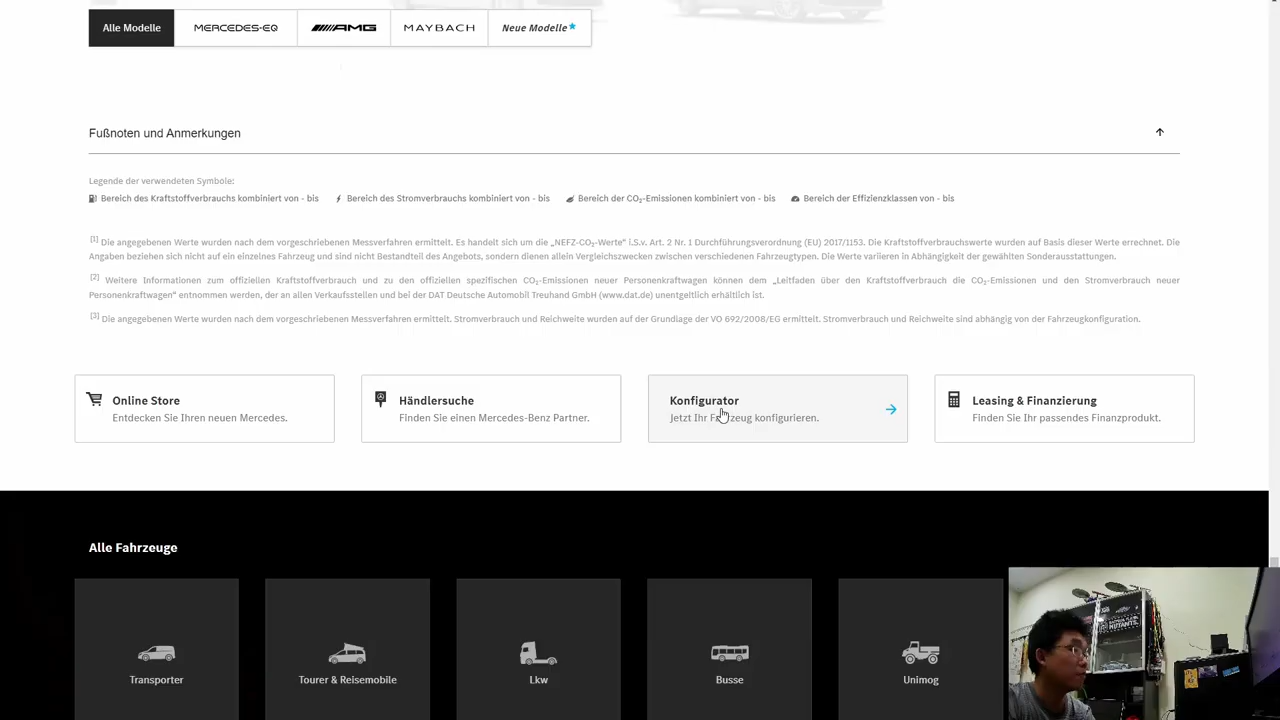 Alle Modelle
MERCEDES-EQ
AMG
MAYBACH
Neue Modelle*
Fußnoten und Anmerkungen
Legende der verwendeten Symbole:
Bereich des Kraftstoffverbrauchs kombiniert von - bis Bereich des Stromverbrauchs kombiniert von - bis Bereich der CO₂-Emissionen kombiniert von - bis Bereich der Effizienzklassen von - bis
[1] Die angegebenen Werte wurden nach dem vorgeschriebenen Messverfahren ermittelt. Es handelt sich um die „NEFZ-CO₂-Werte“ i.S.v. Art. 2 Nr. 1 Durchführungsverordnung (EU) 2017/1153. Die Kraftstoffverbrauchswerte wurden auf Basis dieser Werte errechnet. Die
Angaben beziehen sich nicht auf ein einzelnes Fahrzeug und sind nicht Bestandteil des Angebots, sondern dienen allein Vergleichszwecken zwischen verschiedenen Fahrzeugtypen. Die Werte variieren in Abhängigkeit der gewählten Sonderausstattungen.
[2] Weitere Informationen zum offiziellen Kraftstoffverbrauch und zu den offiziellen spezifischen CO₂-Emissionen neuer Personenkraftwagen können dem „Leitfaden über den Kraftstoffverbrauch die CO₂-Emissionen und den Stromverbrauch neuer
Personenkraftwagen“ entnommen werden, der an allen Verkaufsstellen und bei der DAT Deutsche Automobil Treuhand GmbH (www.dat.de) unentgeltlich erhältlich ist.
[3] Die angegebenen Werte wurden nach dem vorgeschriebenen Messverfahren ermittelt. Stromverbrauch und Reichweite wurden auf der Grundlage der VO 692/2008/EG ermittelt. Stromverbrauch und Reichweite sind abhängig von der Fahrzeugkonfiguration.
Online Store
Entdecken Sie Ihren neuen Mercedes.
Händlersuche
Finden Sie einen Mercedes-Benz Partner.
Konfigurator
Jetzt Ihr Fahrzeug konfigurieren.
Leasing & Finanzierung
Finden Sie Ihr passendes Finanzprodukt.
Alle Fahrzeuge
Transporter
Tourer & Reisemobile
Lkw
Busse
Unimog